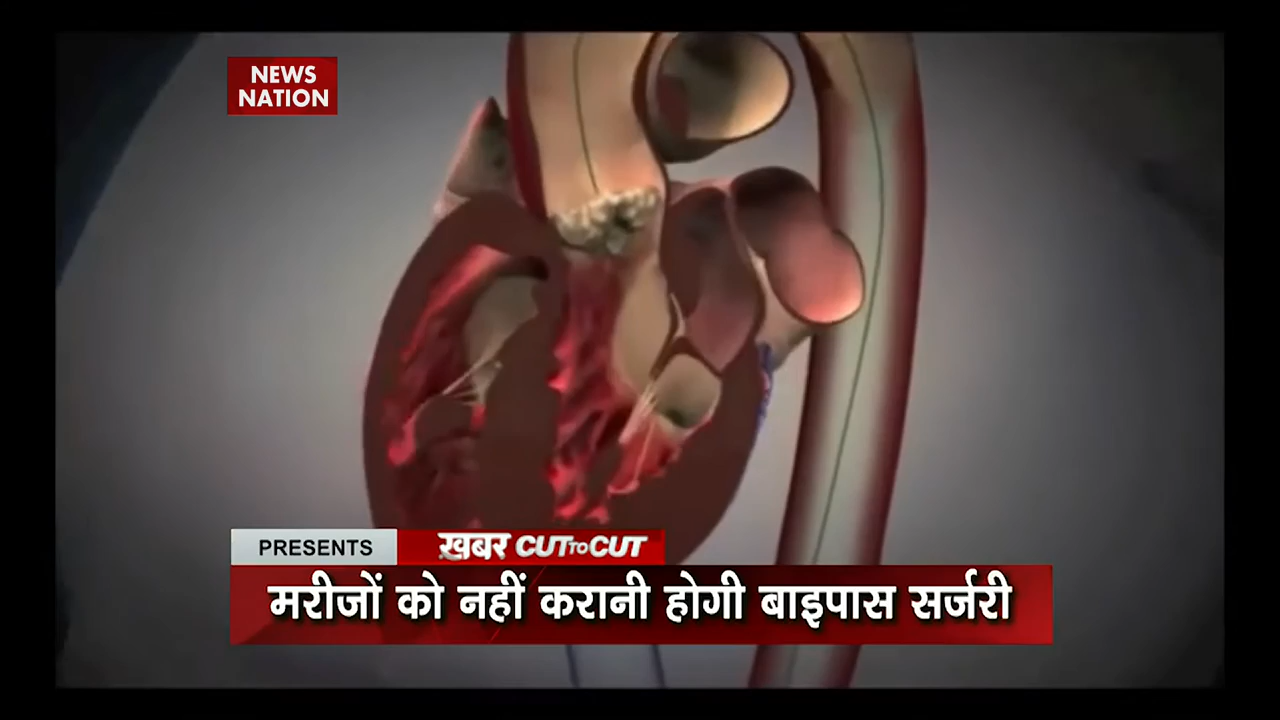 NEWS
NATION
PRESENTS
ख़बर CUT TO CUT
मरीजों को नहीं करानी होगी बाइपास सर्जरी